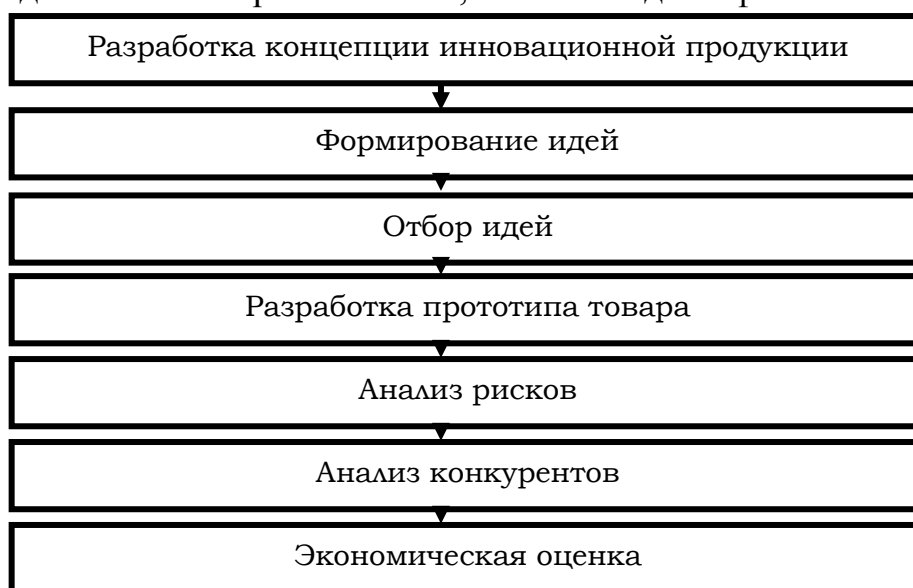 Разработка концепции инновационной продукции
Формирование идей
Отбор идей
Разработка прототипа товара
Анализ рисков
Анализ конкурентов
Экономическая оценка